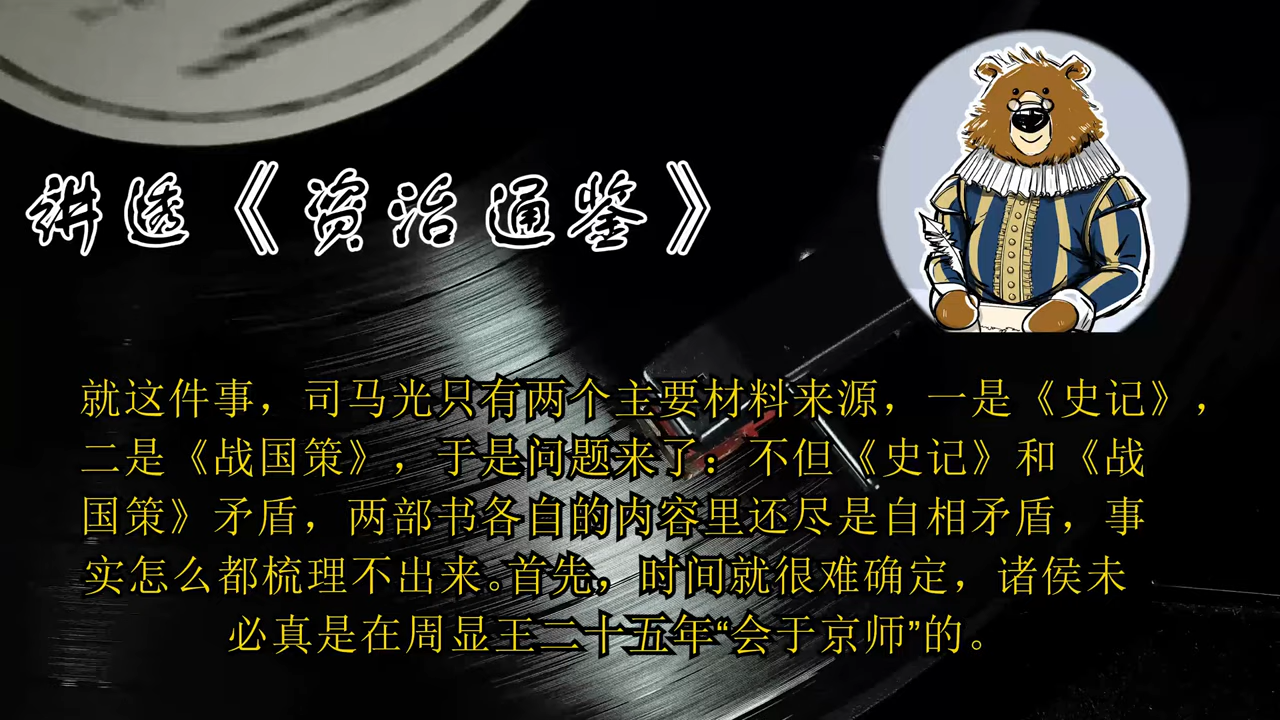 讲透《资治通鉴》
就这件事，司马光只有两个主要材料来源，一是《史记》，
二是《战国策》，于是问题来了：不但《史记》和《战
国策》矛盾，两部书各自的内容里还尽是自相矛盾，事
实怎么都梳理不出来。首先，时间就很难确定，诸侯未
必真是在周显王二十五年“会于京师”的。